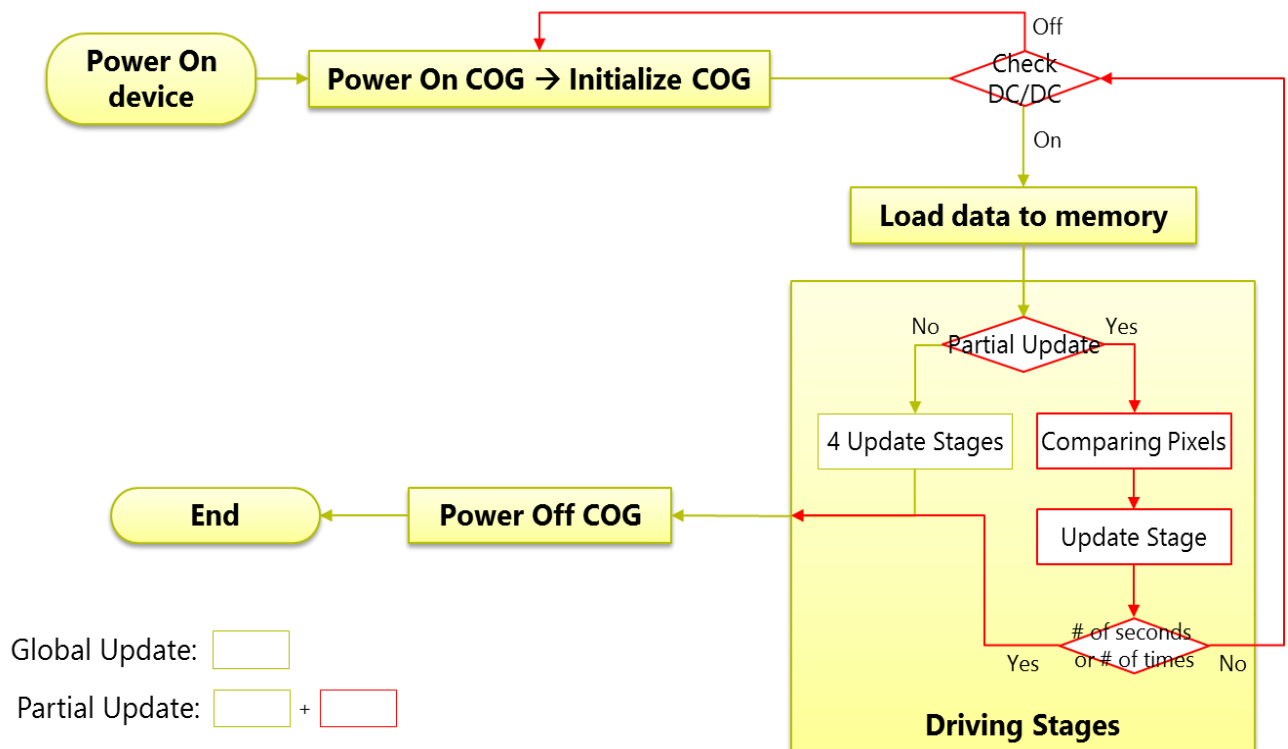 Off
Power On
device
Power On COG → Initialize COG
Check
DC/DC
On
Load data to memory
No
Yes
Partial Update
4 Update Stages
Comparing Pixels
End
Power Off COG
Update Stage
# of seconds
or # of times
Yes
No
Global Update:
Partial Update:
+
Driving Stages